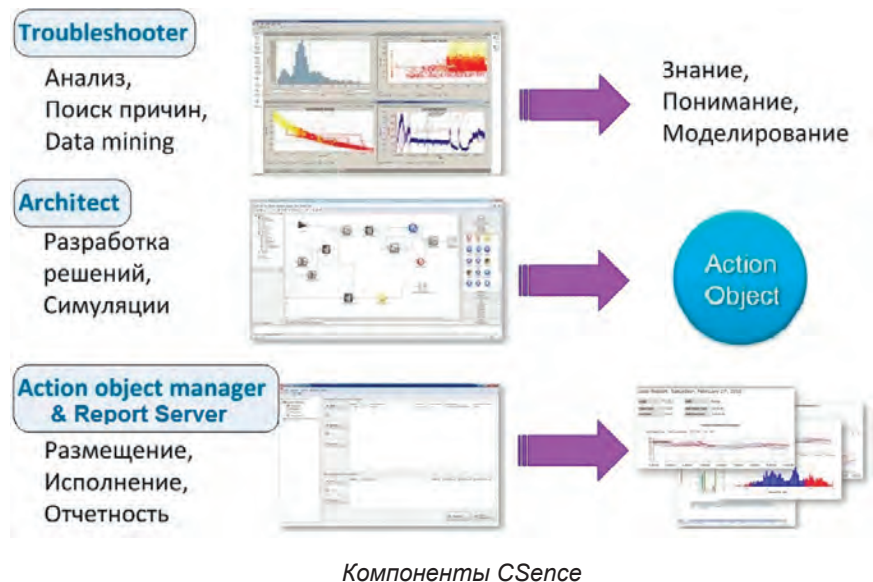 Troubleshooter
Анализ,
Поиск причин,
Data mining
Знание,
Понимание,
Моделирование
Architect
Разработка
решений,
Симуляции
Action
Object
Action object manager
& Report Server
Размещение,
Исполнение,
Отчетность
Компоненты CSence